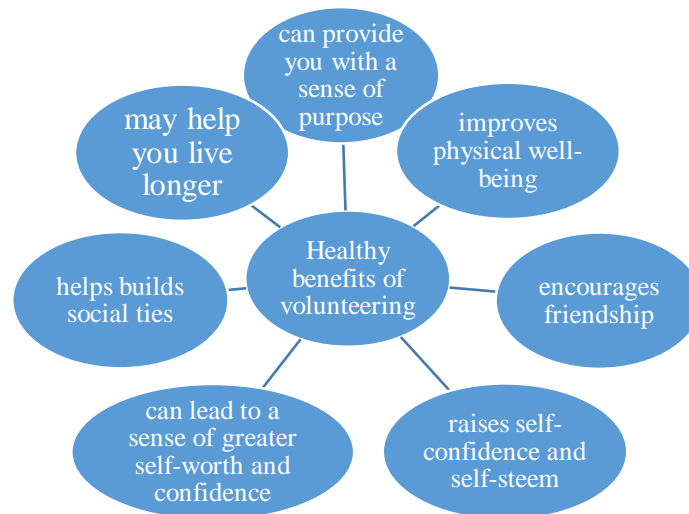 can provide
you with a
sense of
purpose
improves
physical well-
being
encourages
friendship
raises self-
confidence and
self-steem
can lead to a
sense of greater
self-worth and
confidence
helps builds
social ties
may help
you live
longer
Healthy
benefits of
volunteering